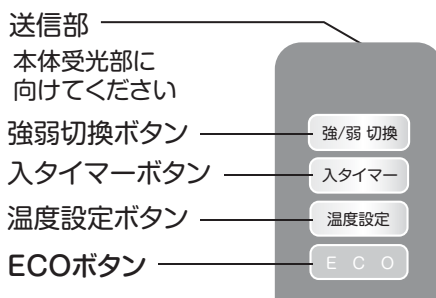 送信部
本体受光部に
向けてください
強弱切換ボタン
強/弱 切換
入タイマーボタン
入タイマー
温度設定ボタン
温度設定
ECOボタン
E C O